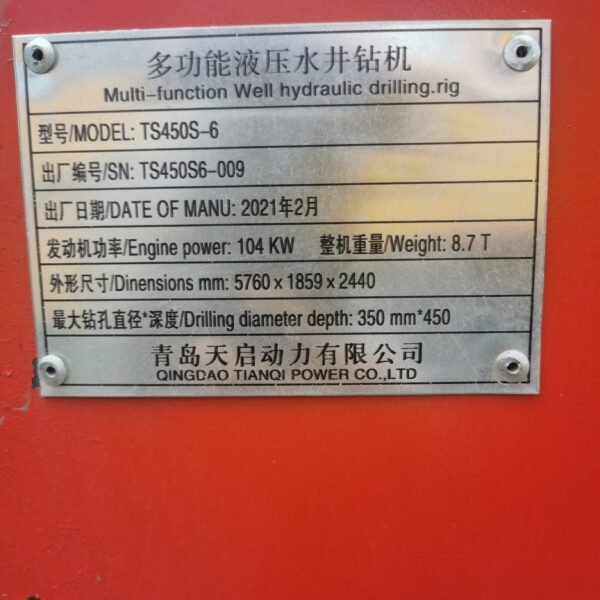 多功能液压水井钻机
Multi-function Well hydraulic drilling.rig
型号/MODEL: TS450S-6
出厂编号/SN: TS450S6-009
出厂日期/DATE OF MANU: 2021年2月
发动机功率/Engine power: 104 KW 整机重量/Weight: 8.7 T
外形尺寸/Dinensions mm: 5760 x 1859 x 2440
最大钻孔直径*深度/Drilling diameter depth: 350 mm*450
青岛天启动力有限公司
QINGDAO TIANQI POWER CO.,LTD